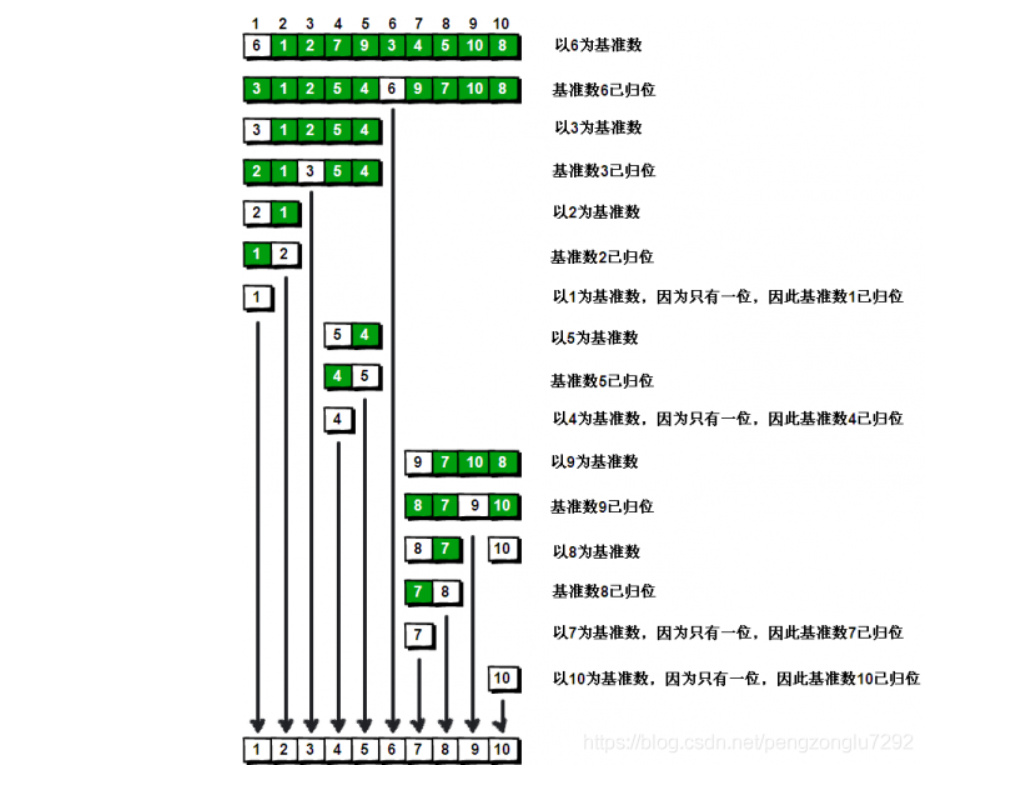 1 2 3 4 5 6 7 8 9 10
6 1 2 7 9 3 4 5 10 8 以6为基准数
3 1 2 5 4 6 9 7 10 8 基准数6已归位
3 1 2 5 4 以3为基准数
2 1 3 5 4 基准数3已归位
2 1 以2为基准数
1 2 基准数2已归位
1 以1为基准数，因为只有一位，因此基准数1已归位
5 4 以5为基准数
4 5 基准数5已归位
4 以4为基准数，因为只有一位，因此基准数4已归位
9 7 10 8 以9为基准数
8 7 9 10 基准数9已归位
8 7 10 以8为基准数
7 8 基准数8已归位
7 以7为基准数，因为只有一位，因此基准数7已归位
10 以10为基准数，因为只有一位，因此基准数10已归位
1 2 3 4 5 6 7 8 9 10
https://blog.csdn.net/pengzonglu7292